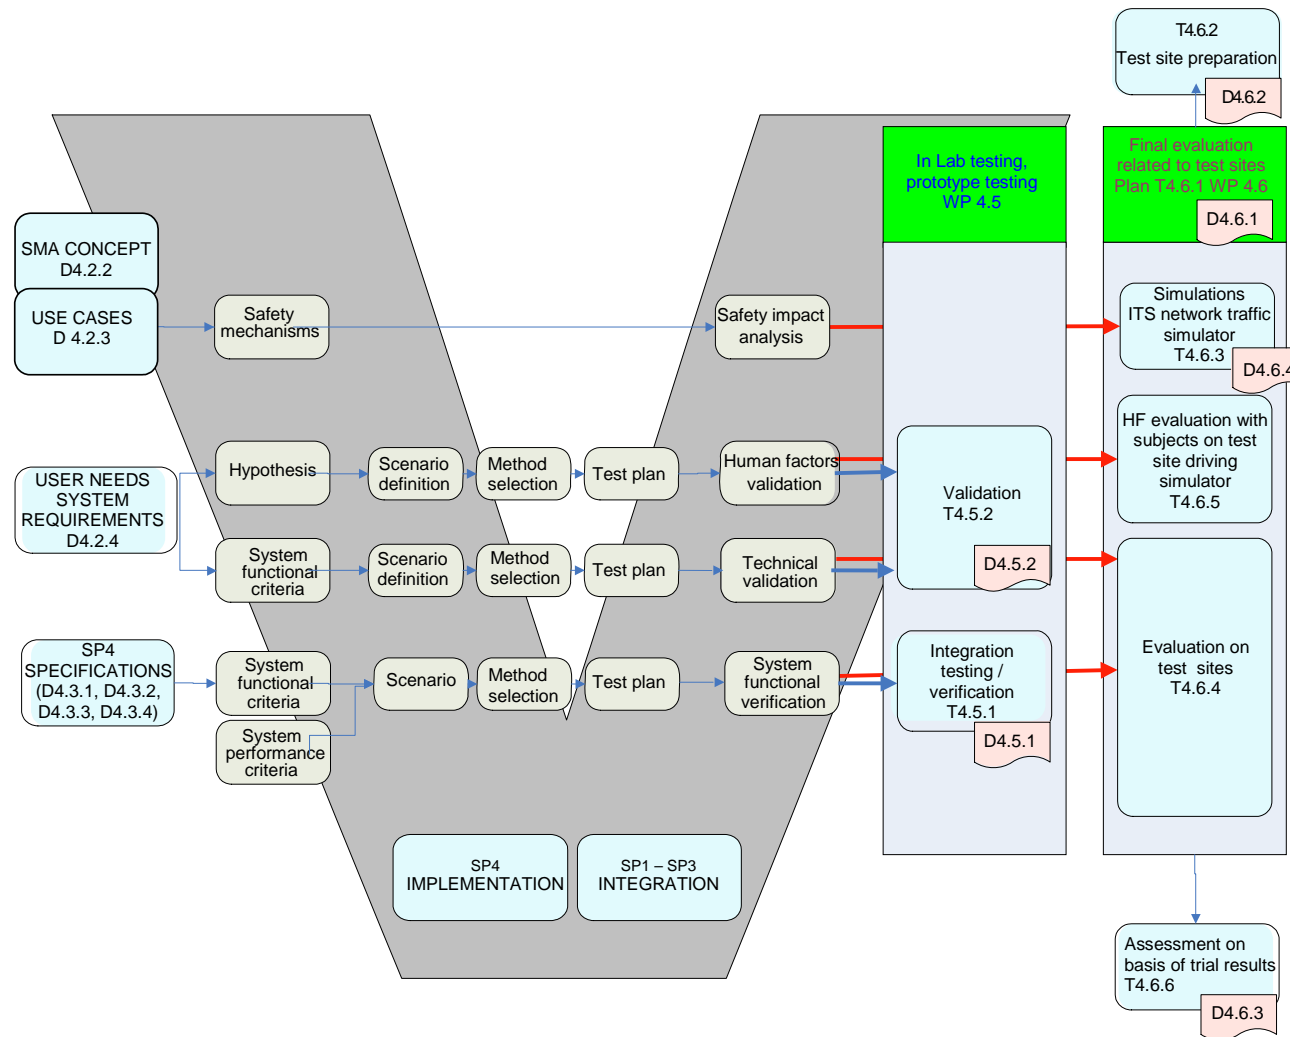 T4.6.2
Test site preparation
D4.6.2
In Lab testing,
prototype testing
WP 4.5
Final evaluation
related to test sites
Plan T4.6.1 WP 4.6
D4.6.1
SMA CONCEPT
D4.2.2
USE CASES
D 4.2.3
Safety
mechanisms
Safety impact
analysis
Simulations
ITS network traffic
simulator
T4.6.3
D4.6.4
USER NEEDS
SYSTEM
REQUIREMENTS
D4.2.4
Hypothesis
Scenario
definition
Method
selection
Test plan
Human factors
validation
Validation
T4.5.2
D4.5.2
HF evaluation with
subjects on test
site driving
simulator
T4.6.5
System
functional
criteria
Scenario
definition
Method
selection
Test plan
Technical
validation
SP4
SPECIFICATIONS
(D4.3.1, D4.3.2,
D4.3.3, D4.3.4)
System
functional
criteria
Scenario
Method
selection
Test plan
System
functional
verification
Integration
testing /
verification
T4.5.1
D4.5.1
Evaluation on
test sites
T4.6.4
System
performance
criteria
SP4
IMPLEMENTATION
SP1 – SP3
INTEGRATION
Assessment on
basis of trial results
T4.6.6
D4.6.3